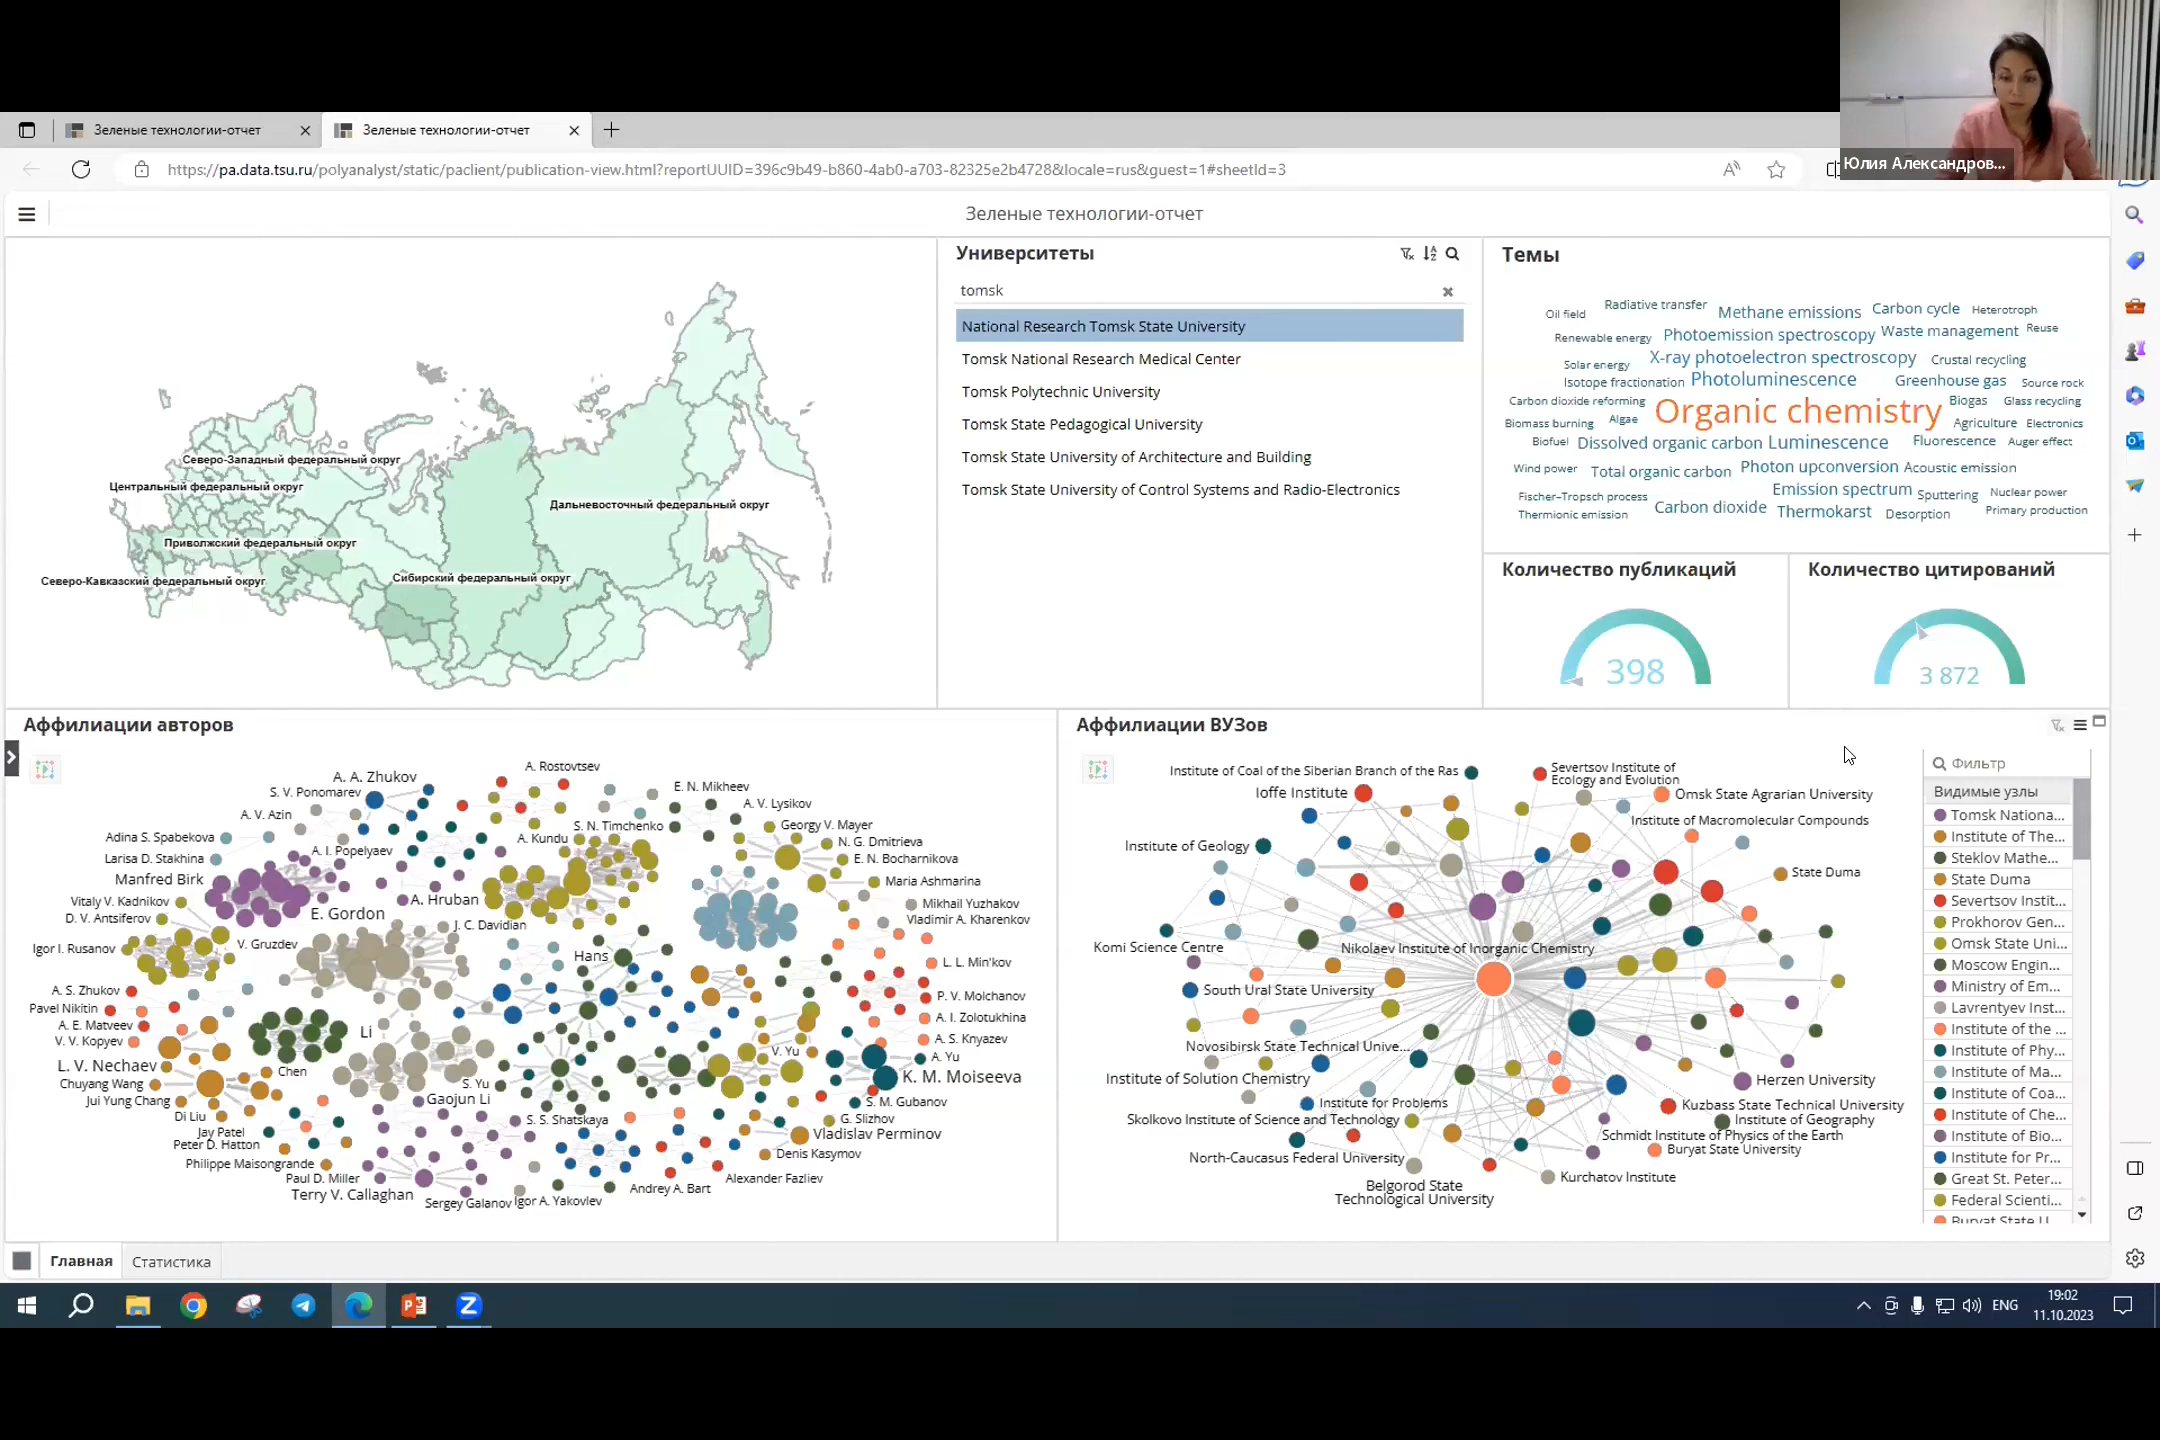 Юлия Александров...
Зеленые технологии-отчет
Зеленые технологии-отчет
https://pa.data.tsu.ru/polyanalyst/static/paclient/publication-view.html?reportUUID=396c9b49-b860-4ab0-a703-82325e2b4728&locale=rus&guest=1#sheetId=3
Зеленые технологии-отчет
Северо-Западный федеральный округ
Центральный федеральный округ
Дальневосточный федеральный округ
Приволжский федеральный округ
Северо-Кавказский федеральный округ
Сибирский федеральный округ
Университеты
tomsk
National Research Tomsk State University
Tomsk National Research Medical Center
Tomsk Polytechnic University
Tomsk State Pedagogical University
Tomsk State University of Architecture and Building
Tomsk State University of Control Systems and Radio-Electronics
Темы
Oil field Radiative transfer Methane emissions Carbon cycle Heterotroph
Renewable energy Photoemission spectroscopy Waste management Reuse
Solar energy X-ray photoelectron spectroscopy Crustal recycling
Isotope fractionation Photoluminescence Greenhouse gas Source rock
Carbon dioxide reforming Organic chemistry Biogas Glass recycling
Biomass burning Algae Agriculture Electronics
Biofuel Dissolved organic carbon Luminescence Fluorescence Auger effect
Wind power Total organic carbon Photon upconversion Acoustic emission
Fischer–Tropsch process Emission spectrum Sputtering Nuclear power
Thermionic emission Carbon dioxide Thermokarst Desorption Primary production
Количество публикаций
398
Количество цитирований
3 872
Аффилиации авторов
A. Rostovtsev
A. A. Zhukov
S. V. Ponomarev
E. N. Mikheev
A. V. Lysikov
A. V. Azin
S. N. Timchenko
Georgy V. Mayer
Adina S. Spabekova
A. Kundu
N. G. Dmitrieva
Larisa D. Stakhina
A. I. Popelyaev
E. N. Bocharnikova
Manfred Birk
Maria Ashmarina
Vitaly V. Kadnikov
A. Hruban
Mikhail Yuzhakov
D. V. Antsiferov
E. Gordon
Vladimir A. Kharenkov
J. C. Davidian
Igor I. Rusanov
V. Gruzdev
Hans
L. L. Min'kov
A. S. Zhukov
P. V. Molchanov
Pavel Nikitin
A. I. Zolotukhina
A. E. Matveev
Li
A. S. Knyazev
V. V. Kopyev
V. Yu
A. Yu
L. V. Nechaev
Chen
K. M. Moiseeva
Chuyang Wang
S. Yu
Jui Yung Chang
Gaojun Li
S. M. Gubanov
Di Liu
S. S. Shatskaya
G. Slizhov
Jay Patel
Vladislav Perminov
Peter D. Hatton
Denis Kasymov
Philippe Maisongrande
Paul D. Miller
Alexander Fazliev
Terry V. Callaghan
Andrey A. Bart
Sergey Galanov
Igor A. Yakovlev
Аффилиации ВУЗов
Institute of Coal of the Siberian Branch of the Ras
Severtsov Institute of
Ecology and Evolution
Ioffe Institute
Omsk State Agrarian University
Institute of Macromolecular Compounds
Institute of Geology
State Duma
Komi Science Centre
Nikolaev Institute of Inorganic Chemistry
South Ural State University
Novosibirsk State Technical Unive...
Institute of Solution Chemistry
Herzen University
Institute for Problems
Kuzbass State Technical University
Skolkovo Institute of Science and Technology
Institute of Geography
Schmidt Institute of Physics of the Earth
North-Caucasus Federal University
Buryat State University
Belgorod State
Technological University
Kurchatov Institute
Фильтр
Видимые узлы
Tomsk Nationa...
Institute of The...
Steklov Mathe...
State Duma
Severtsov Instit...
Prokhorov Gen...
Omsk State Uni...
Moscow Engin...
Ministry of Em...
Lavrentyev Inst...
Institute of the ...
Institute of Phy...
Institute of Ma...
Institute of Coa...
Institute of Che...
Institute of Bio...
Institute for Pr...
Great St. Peter...
Federal Scienti...
Buryat State U...
Главная
Статистика
ENG
19:02
11.10.2023